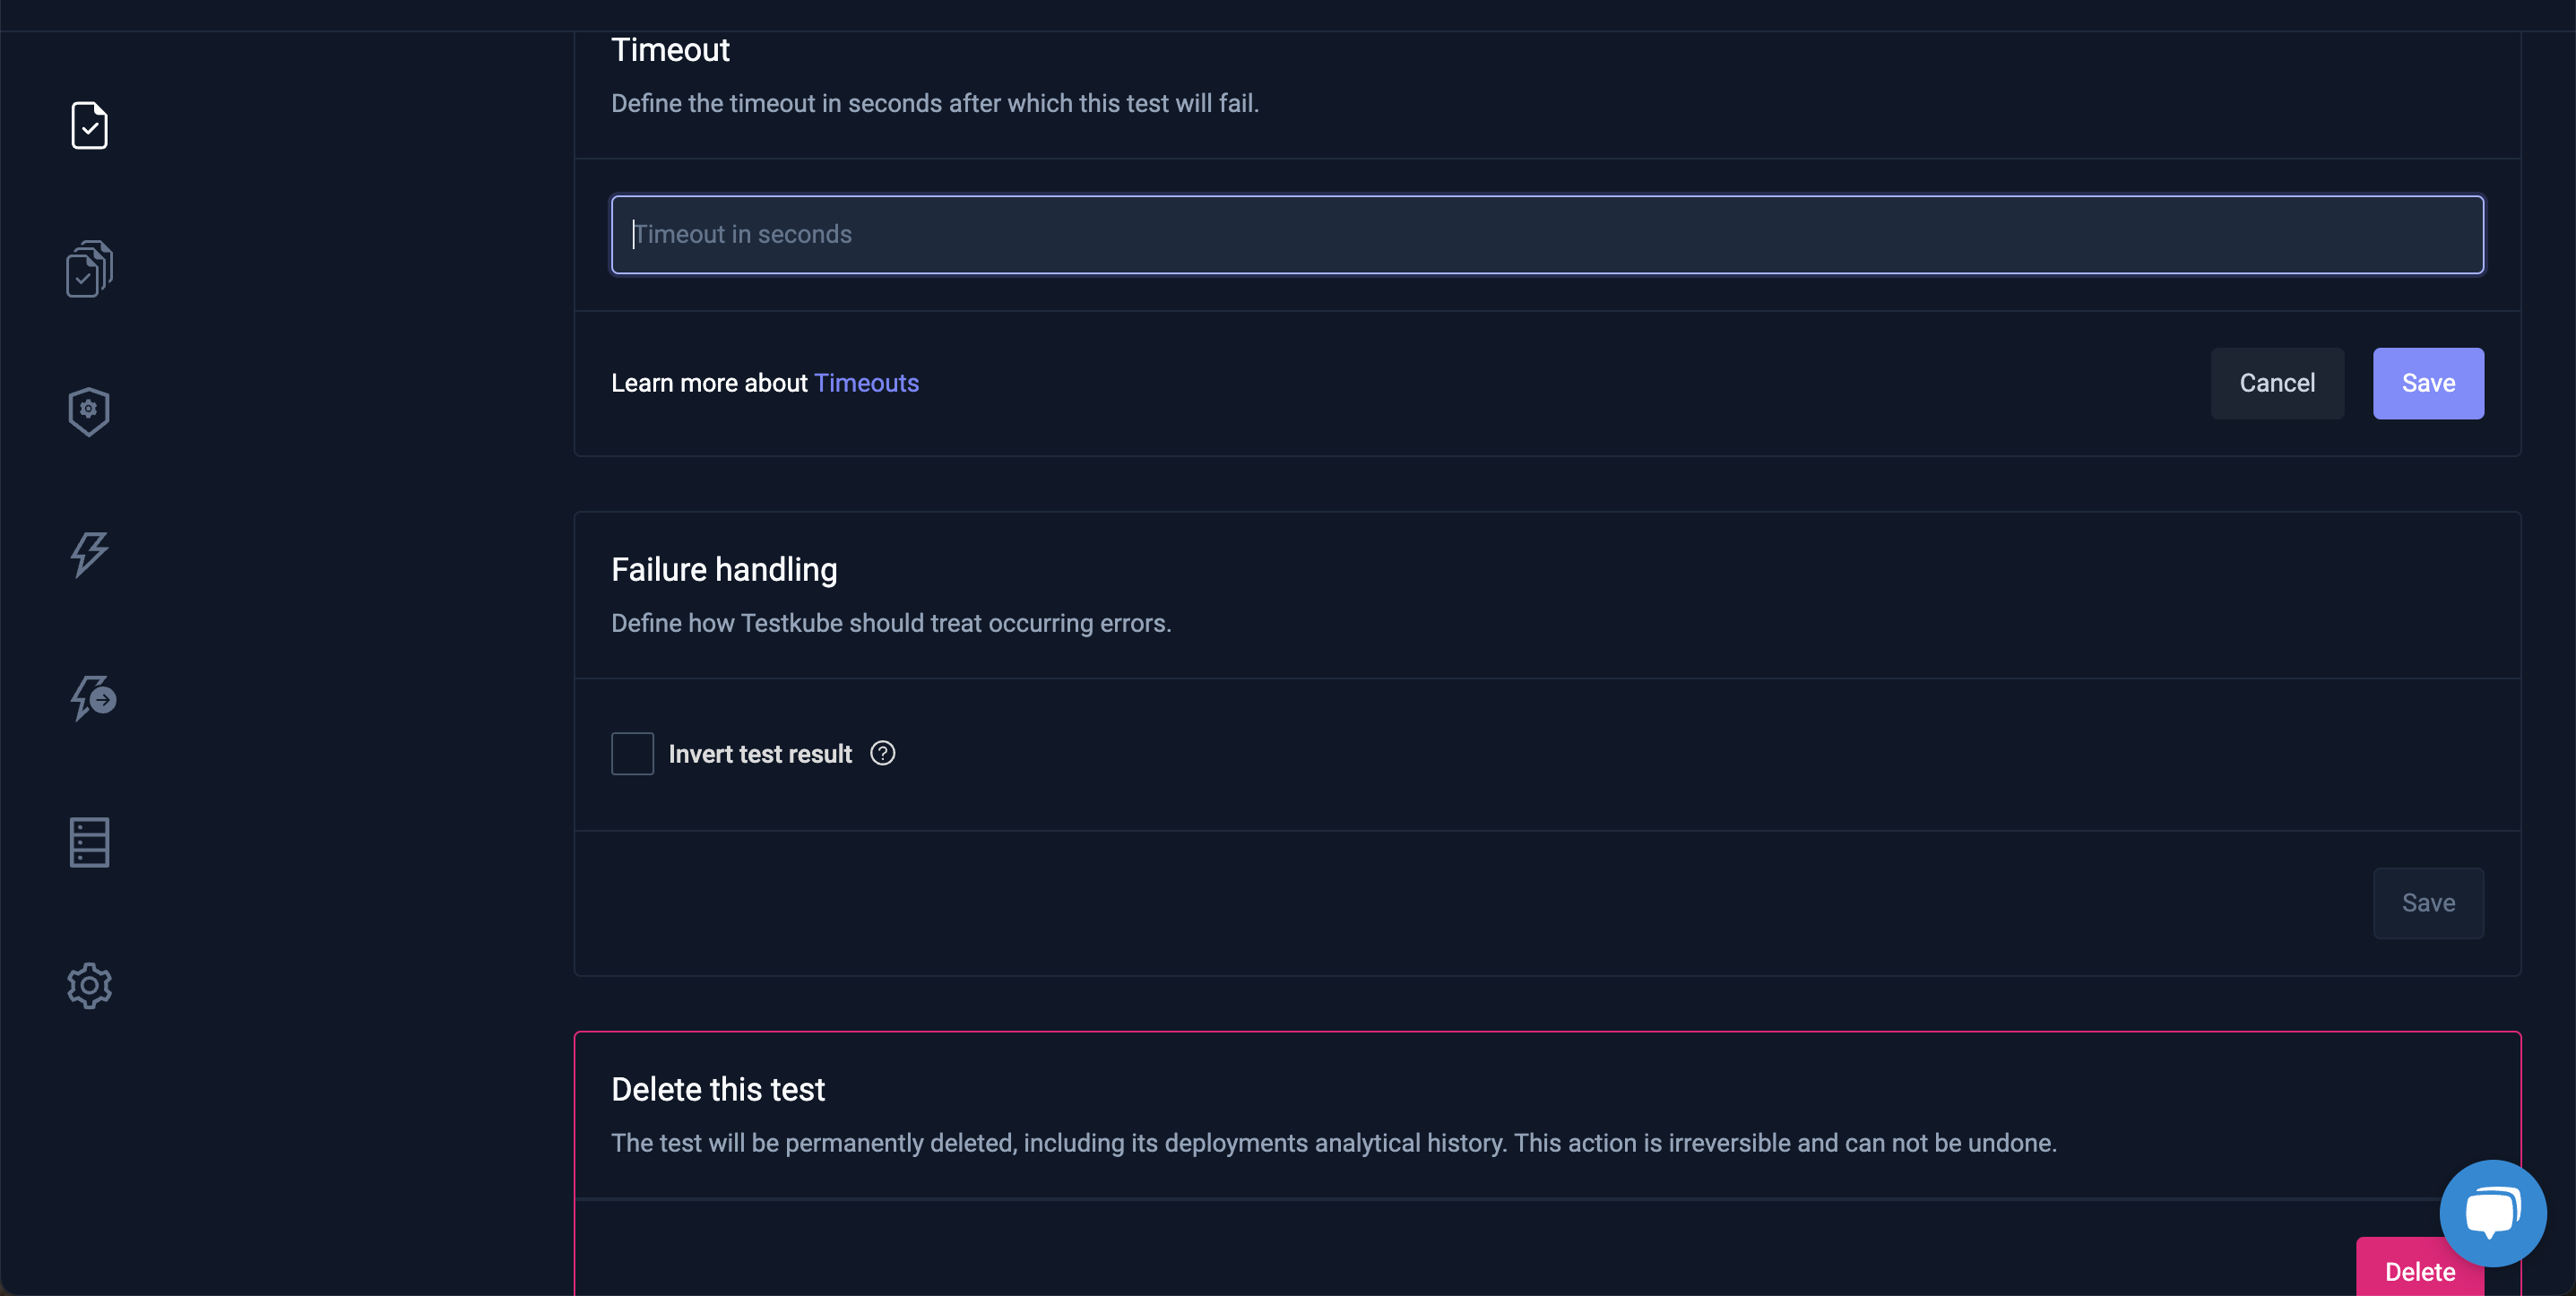 Timeout
Define the timeout in seconds after which this test will fail.
Timeout in seconds
Learn more about Timeouts
Cancel
Save
Failure handling
Define how Testkube should treat occurring errors.
Invert test result
Save
Delete this test
The test will be permanently deleted, including its deployments analytical history. This action is irreversible and can not be undone.
Delete